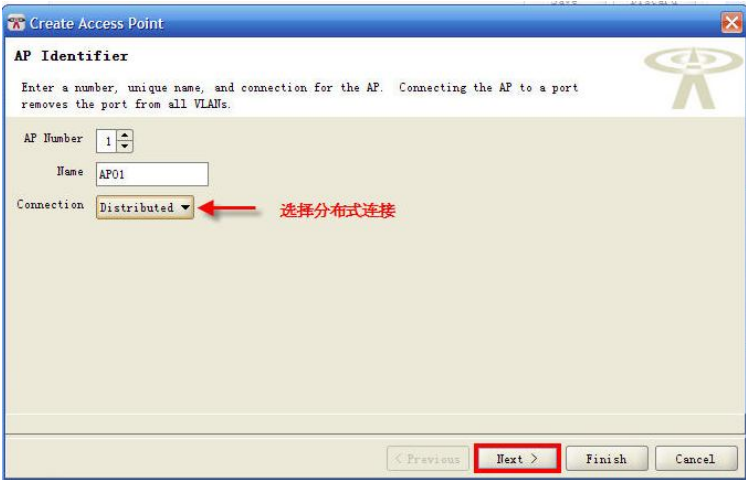 Create Access Point
AP Identifier
Enter a number, unique name, and connection for the AP.  Connecting the AP to a port
removes the port from all VLANs.
AP Number 1
Name AP01
Connection Distributed 选择分布式连接
< Previous Next > Finish Cancel